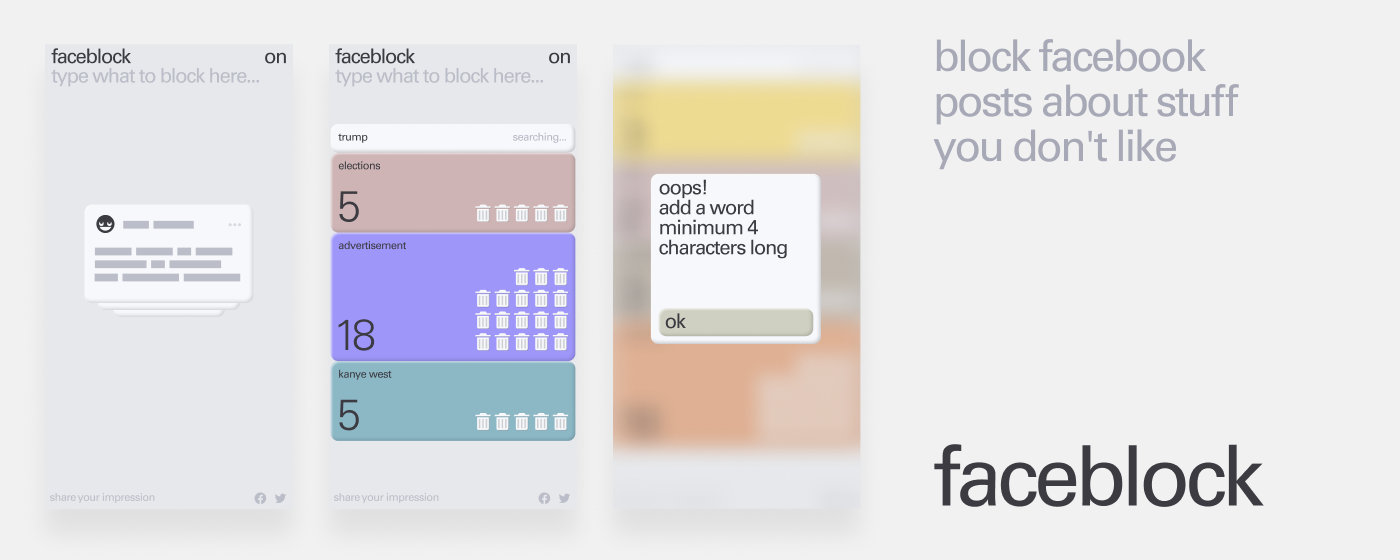 faceblock on
type what to block here...
share your impression
faceblock on
type what to block here...
trump searching...
elections
5
advertisement
18
kanye west
5
share your impression
oops!
add a word
minimum 4
characters long
ok
block facebook
posts about stuff
you don't like
faceblock